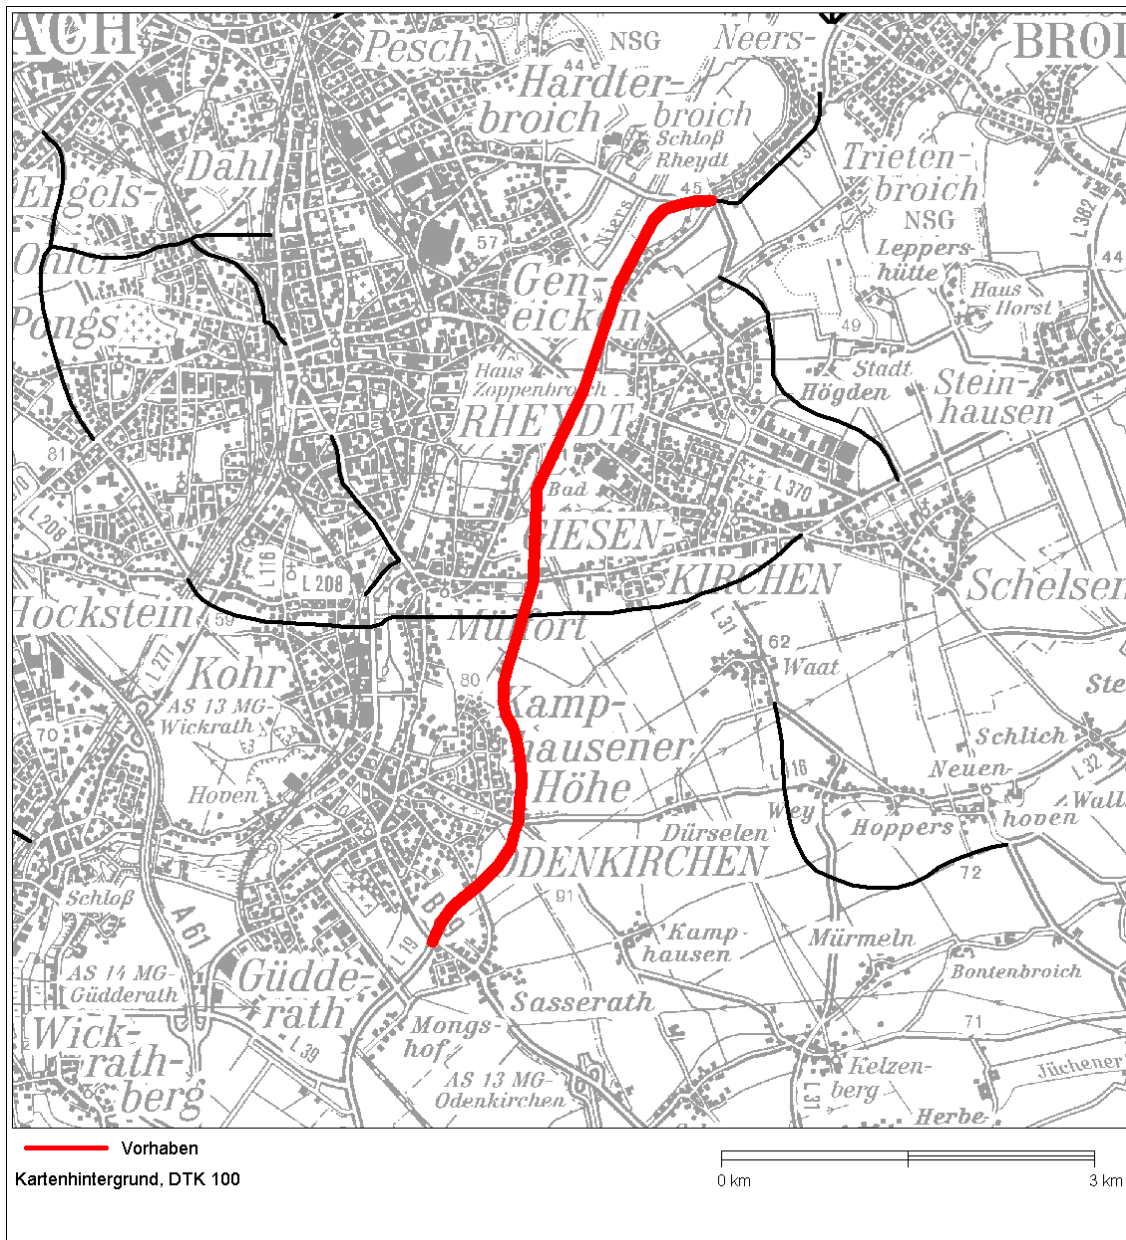 ACH
Pesch
NSG
Neers-
BROI
44
Hardter-
broich
broich
Schloß
Rheydt
Dahl
Engels-
Trieten-
broich
NSG
L 382
45
Niers
57
Leppers-
hütte
44
Ohler
Gen-
eicken
Haus
Horst
Pongs
49
Haus
Zoppenbroich
Stadt
Högden
Stein-
hausen
RHEYDT
81
Bad
L 370
L 208
GIESEN-
L 116
L 208
KIRCHEN
Schelsen
Hockstein
59
Mülfort
L 31
62
Waat
L 277
Kohr
80
Kamp-
hausener
Höhe
AS 13 MG-
Wickrath
Ste
70
Schlich
L 116
Neuen-
hoven
L 32
Hoven
Wey
Wall
Dürselen
Hoppers
ODENKIRCHEN
72
Schloß
91
A 61
B 59
L 19
Kamp-
hausen
Mürmeln
Bontenbroich
AS 14 MG-
Güdderath
Güdde-
rath
Sasserath
Wick-
rath-
berg
Mongs-
hof
71
L 39
AS 13 MG-
Odenkirchen
Kelzen-
berg
Jüchener
L 31
Herbe-
Vorhaben
Kartenhintergrund, DTK 100
0 km
3 km